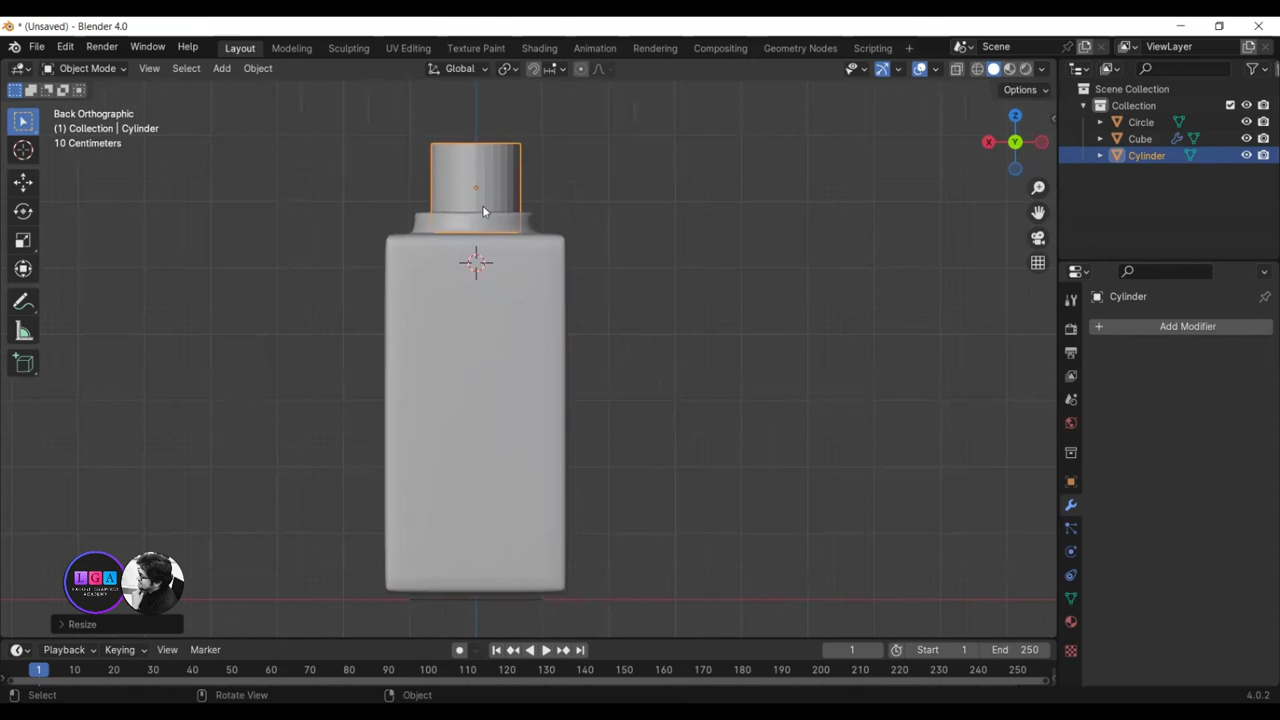 * (Unsaved) - Blender 4.0
File Edit Render Window Help Layout Modeling Sculpting UV Editing Texture Paint Shading Animation Rendering Compositing Geometry Nodes Scripting + Scene ViewLayer
Object Mode View Select Add Object Global
Options
Back Orthographic
(1) Collection | Cylinder
10 Centimeters
Z
X
Y
Scene Collection
Collection
Circle
Cube
Cylinder
Cylinder
Add Modifier
LGA
Resize
Playback Keying View Marker 1 Start 1 End 250
1 10 20 30 40 50 60 70 80 90 100 110 120 130 140 150 160 170 180 190 200 210 220 230 240 250
Select Rotate View Object 4.0.2